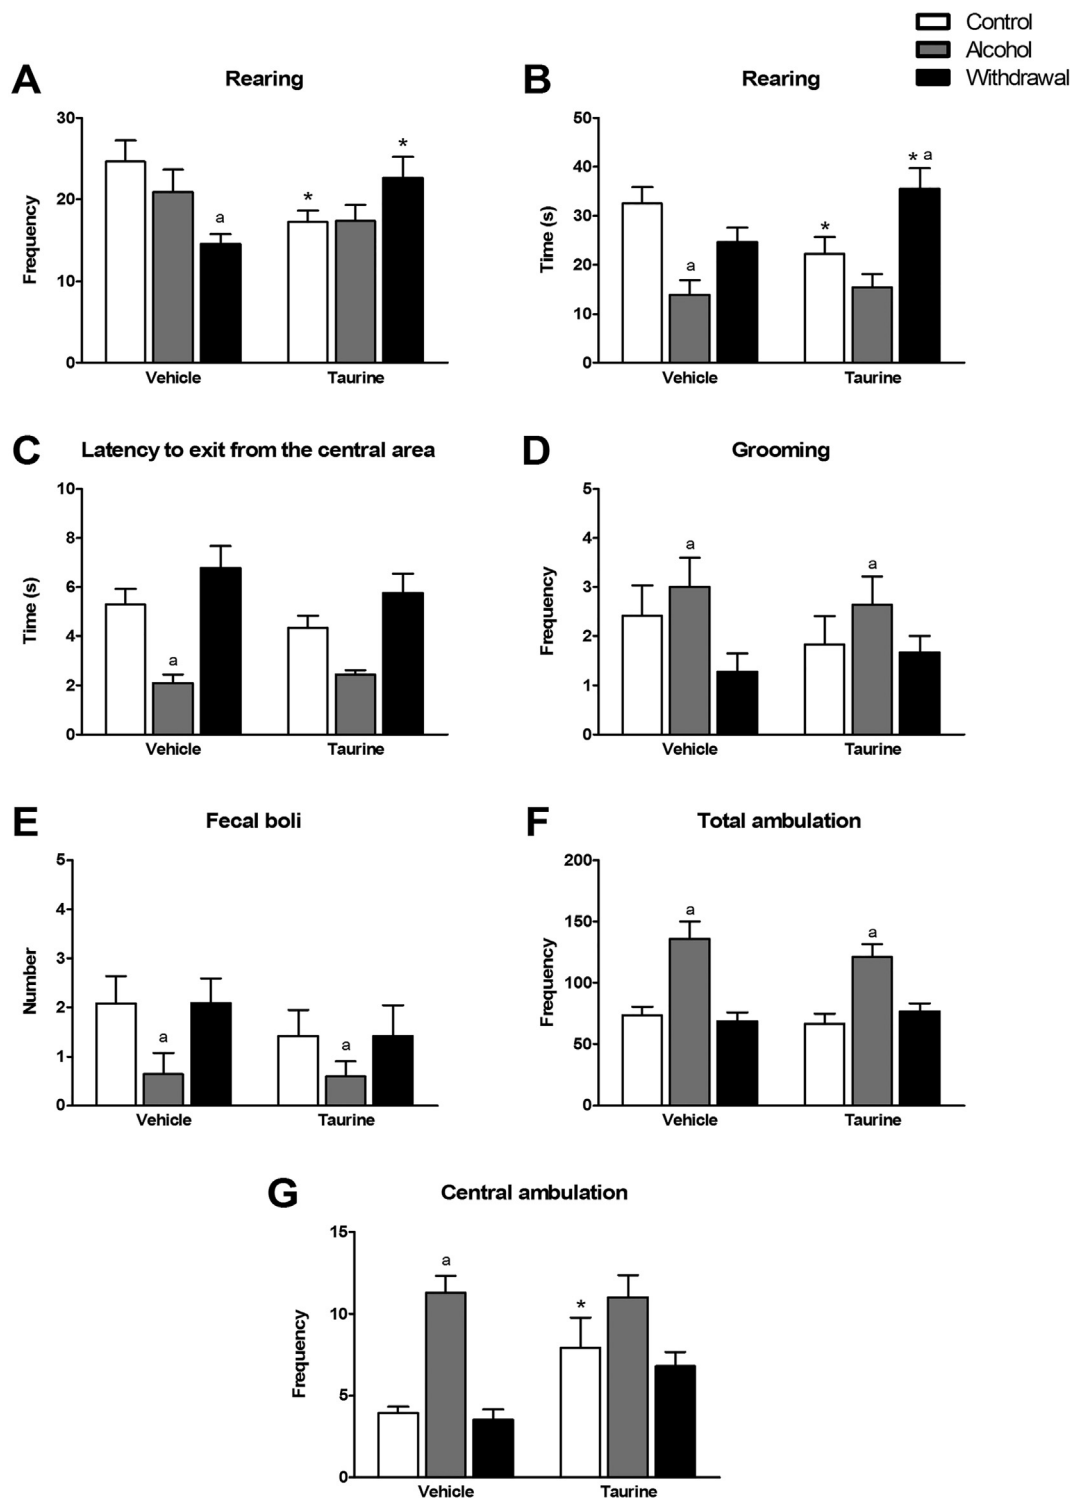 Control
Alcohol
Withdrawal
A
Rearing
30
20
10
0
Frequency
a
*
*
Vehicle
Taurine
B
Rearing
50
40
30
20
10
0
Time (s)
a
*
* a
Vehicle
Taurine
C
Latency to exit from the central area
10
8
6
4
2
0
Time (s)
a
Vehicle
Taurine
D
Grooming
5
4
3
2
1
0
Frequency
a
a
Vehicle
Taurine
E
Fecal boli
5
4
3
2
1
0
Number
a
a
Vehicle
Taurine
F
Total ambulation
200
150
100
50
0
Frequency
a
a
Vehicle
Taurine
G
Central ambulation
15
10
5
0
Frequency
a
*
Vehicle
Taurine